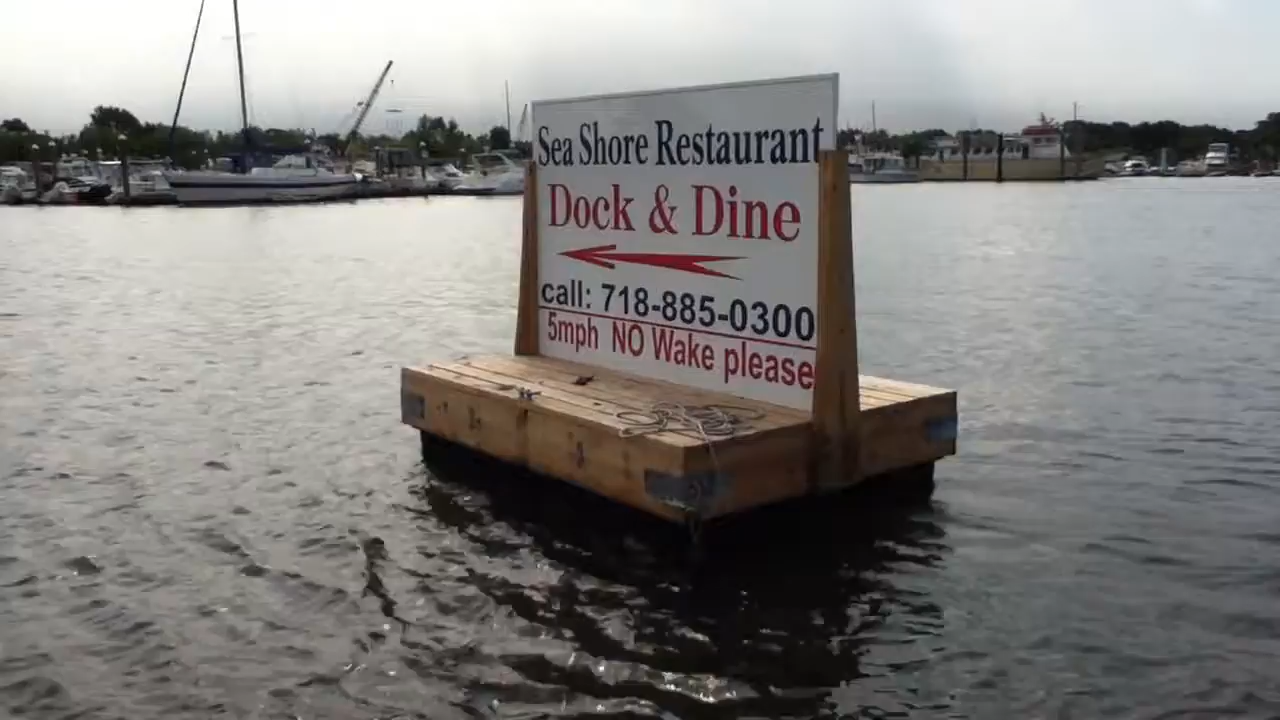 Sea Shore Restaurant
Dock & Dine
call: 718-885-0300
5mph NO Wake please